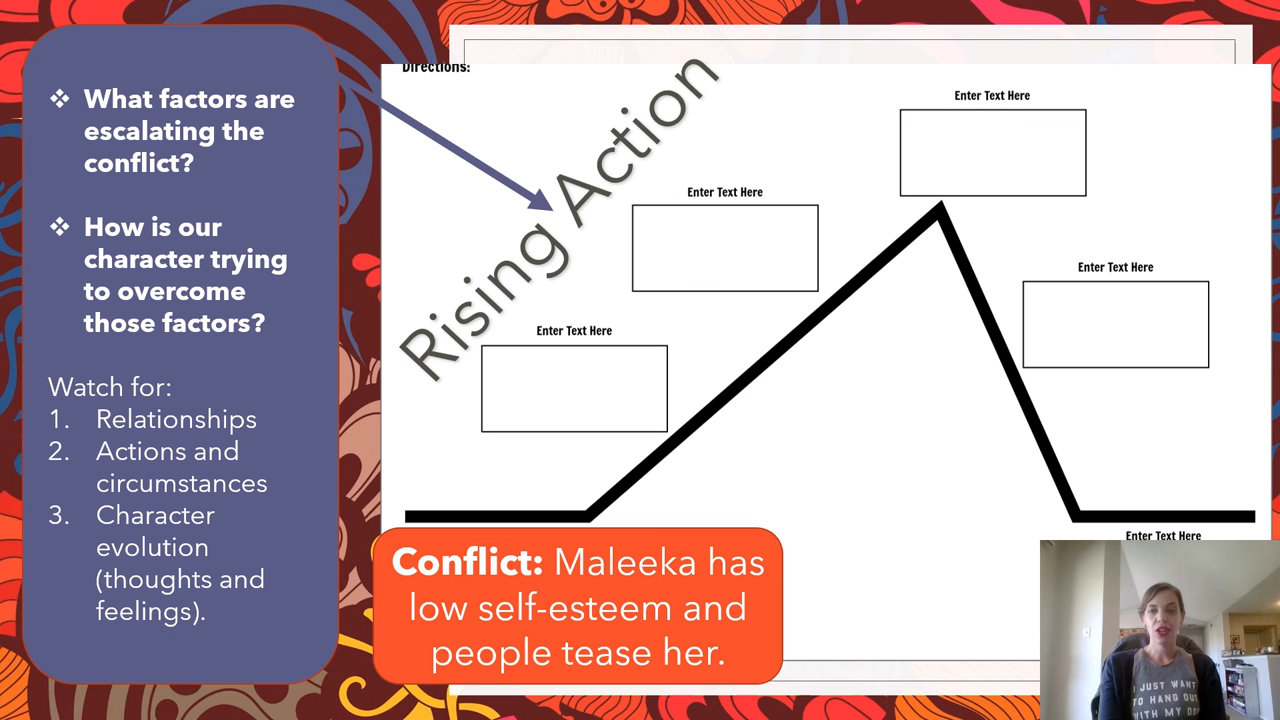 ❖ What factors are
escalating the
conflict?
❖ How is our
character trying
to overcome
those factors?
Watch for:
1. Relationships
2. Actions and
circumstances
3. Character
evolution
(thoughts and
feelings).
Directions:
Rising Action
Enter Text Here
Enter Text Here
Enter Text Here
Enter Text Here
Enter Text Here
Conflict: Maleeka has
low self-esteem and
people tease her.
I JUST WANT
TO HANG OUT
WITH MY DOG